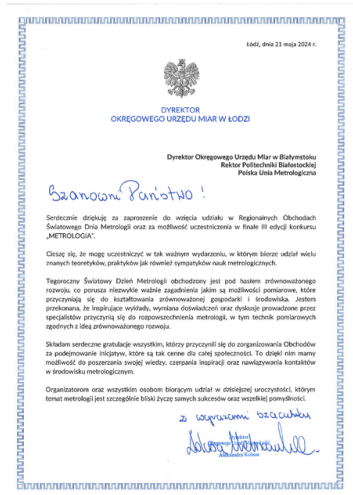 Łódź, dnia 21 maja 2024 r.
DYREKTOR
OKRĘGOWEGO URZĘDU MIAR W ŁODZI
Dyrektor Okręgowego Urzędu Miar w Białymstoku
Rektor Politechniki Białostockiej
Polska Unia Metrologiczna
Szanowni Państwo!
Serdecznie dziękuję za zaproszenie do wzięcia udziału w Regionalnych Obchodach
Światowego Dnia Metrologii oraz za możliwość uczestniczenia w finale III edycji konkursu
„METROLOGIA”.
Cieszę się, że mogę uczestniczyć w tak ważnym wydarzeniu, w którym bierze udział wielu
znanych teoretyków, praktyków jak również sympatyków nauk metrologicznych.
Tegoroczny Światowy Dzień Metrologii obchodzony jest pod hasłem zrównoważonego
rozwoju, co porusza niezwykle ważne zagadnienia jakim są możliwości pomiarowe, które
przyczyniają się do kształtowania zrównoważonej gospodarki i środowiska. Jestem
przekonana, że inspirujące wykłady, wymiana doświadczeń oraz dyskusje prowadzone przez
specjalistów przyczynią się do rozpowszechnienia metrologii, w tym technik pomiarowych
zgodnych z ideą zrównoważonego rozwoju.
Składam serdeczne gratulacje wszystkim, którzy przyczynili się do zorganizowania Obchodów
za podejmowanie Inicjatyw, które są tak cenne dla całej społeczności. To dzięki nim mamy
możliwość do poszerzania swojej wiedzy, czerpania inspiracji oraz nawiązywania kontaktów
w środowisku metrologicznym.
Organizatorom oraz wszystkim osobom biorącym udział w dzisiejszej uroczystości, którym
temat metrologii jest szczególnie bliski życzę samych sukcesów oraz wszelkiej pomyślności.
z wyrazami szacunku